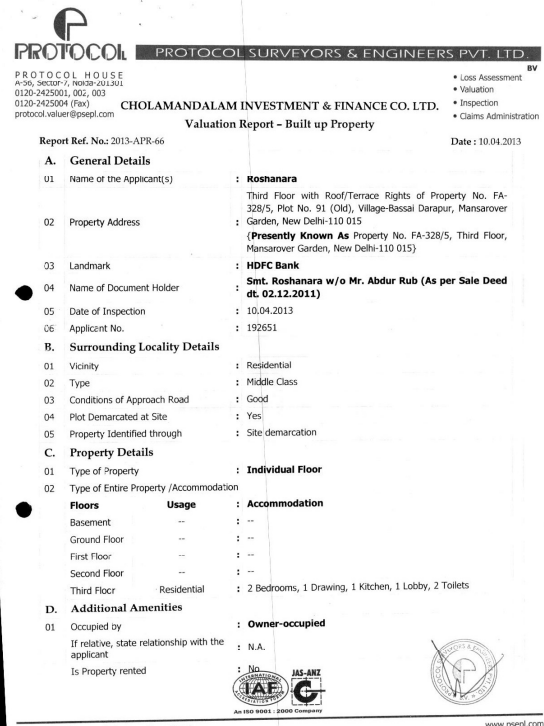 PROTOCOL PROTOCOL SURVEYORS & ENGINEERS PVT. LTD.
BV
PROTOCOL HOUSE
A-56, Sector-7, Noida-201301
0120-2425001, 002, 003
0120-2425004 (Fax)
protocol.valuer@psepl.com
• Loss Assessment
• Valuation
• Inspection
• Claims Administration
CHOLAMANDALAM INVESTMENT & FINANCE CO. LTD.
Valuation Report – Built up Property
Report Ref. No.: 2013-APR-66 Date : 10.04.2013
A. General Details
01 Name of the Applicant(s) : Roshanara
02 Property Address : Third Floor with Roof/Terrace Rights of Property No. FA-
328/5, Plot No. 91 (Old), Village-Bassai Darapur, Mansarover
Garden, New Delhi-110 015
{Presently Known As Property No. FA-328/5, Third Floor,
Mansarover Garden, New Delhi-110 015}
03 Landmark : HDFC Bank
04 Name of Document Holder : Smt. Roshanara w/o Mr. Abdur Rub (As per Sale Deed
dt. 02.12.2011)
05 Date of Inspection : 10.04.2013
06 Applicant No. : 192651
B. Surrounding Locality Details
01 Vicinity : Residential
02 Type : Middle Class
03 Conditions of Approach Road : Good
04 Plot Demarcated at Site : Yes
05 Property Identified through : Site demarcation
C. Property Details
01 Type of Property : Individual Floor
02 Type of Entire Property /Accommodation
Floors Usage : Accommodation
Basement -- : --
Ground Floor -- : --
First Floor -- : --
Second Floor -- : --
Third Floor Residential : 2 Bedrooms, 1 Drawing, 1 Kitchen, 1 Lobby, 2 Toilets
D. Additional Amenities
01 Occupied by : Owner-occupied
If relative, state relationship with the
applicant : N.A.
Is Property rented : No
JAS-ANZ
IAF
An ISO 9001 : 2000 Company
www.psepl.com